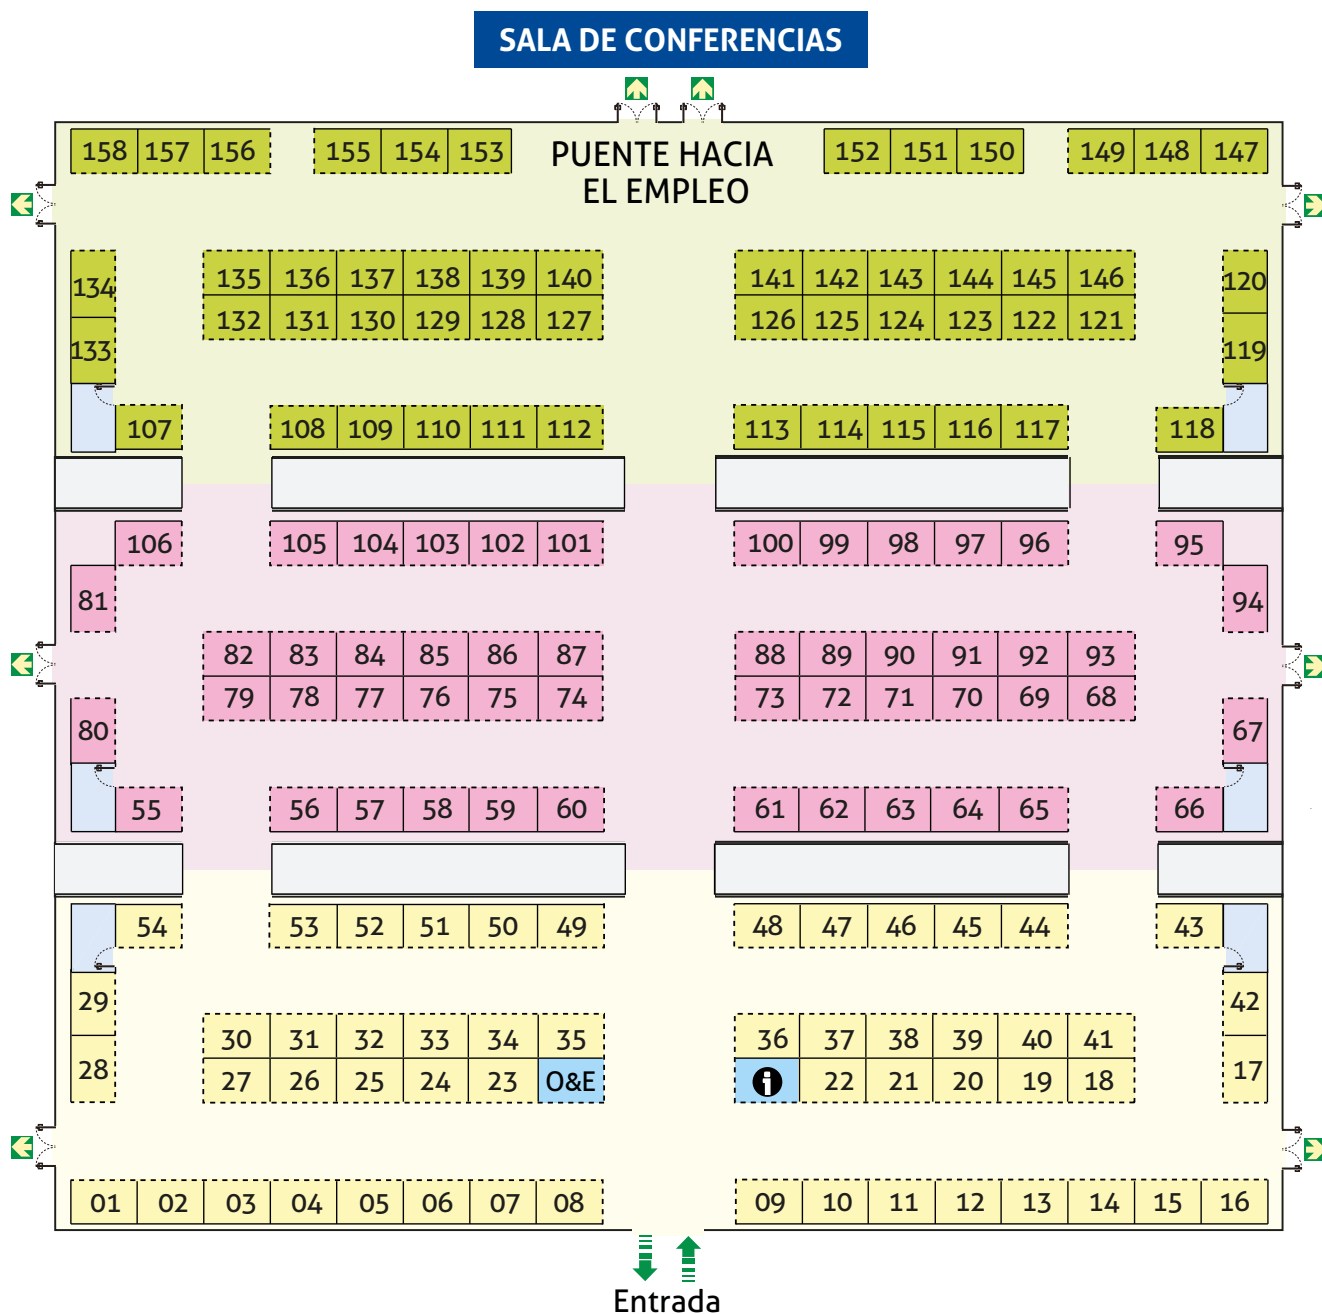 SALA DE CONFERENCIAS
158 157 156 155 154 153 152 151 150 149 148 147
PUENTE HACIA
EL EMPLEO
134 135 136 137 138 139 140 141 142 143 144 145 146 120
132 131 130 129 128 127 126 125 124 123 122 121
133 119
107 108 109 110 111 112 113 114 115 116 117 118
106 105 104 103 102 101 100 99 98 97 96 95
81 94
82 83 84 85 86 87 88 89 90 91 92 93
79 78 77 76 75 74 73 72 71 70 69 68
80 67
55 56 57 58 59 60 61 62 63 64 65 66
54 53 52 51 50 49 48 47 46 45 44 43
29 42
30 31 32 33 34 35 36 37 38 39 40 41
28 27 26 25 24 23 O&E i 22 21 20 19 18 17
01 02 03 04 05 06 07 08 09 10 11 12 13 14 15 16
Entrada